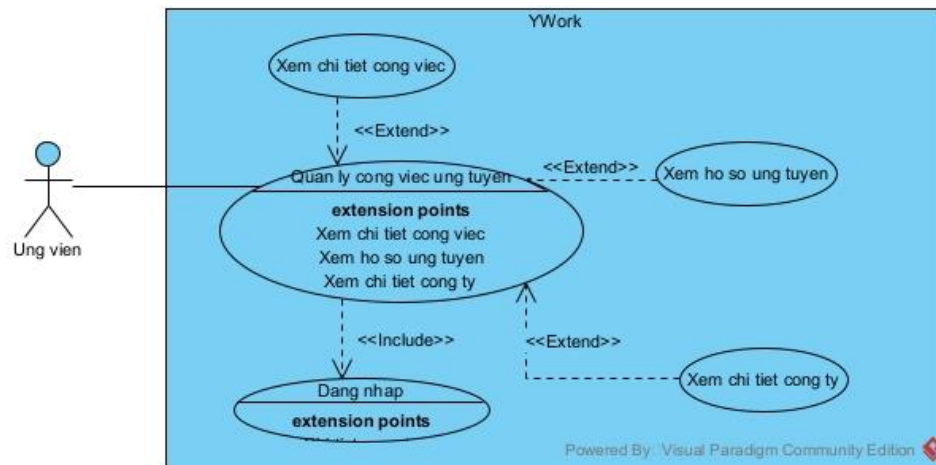 YWork
Xem chi tiet cong viec
<<Extend>>
Quan ly cong viec ung tuyen
<<Extend>>
Xem ho so ung tuyen
extension points
Xem chi tiet cong viec
Xem ho so ung tuyen
Xem chi tiet cong ty
Ung vien
<<Include>>
<<Extend>>
Xem chi tiet cong ty
Dang nhap
extension points
Powered By: Visual Paradigm Community Edition